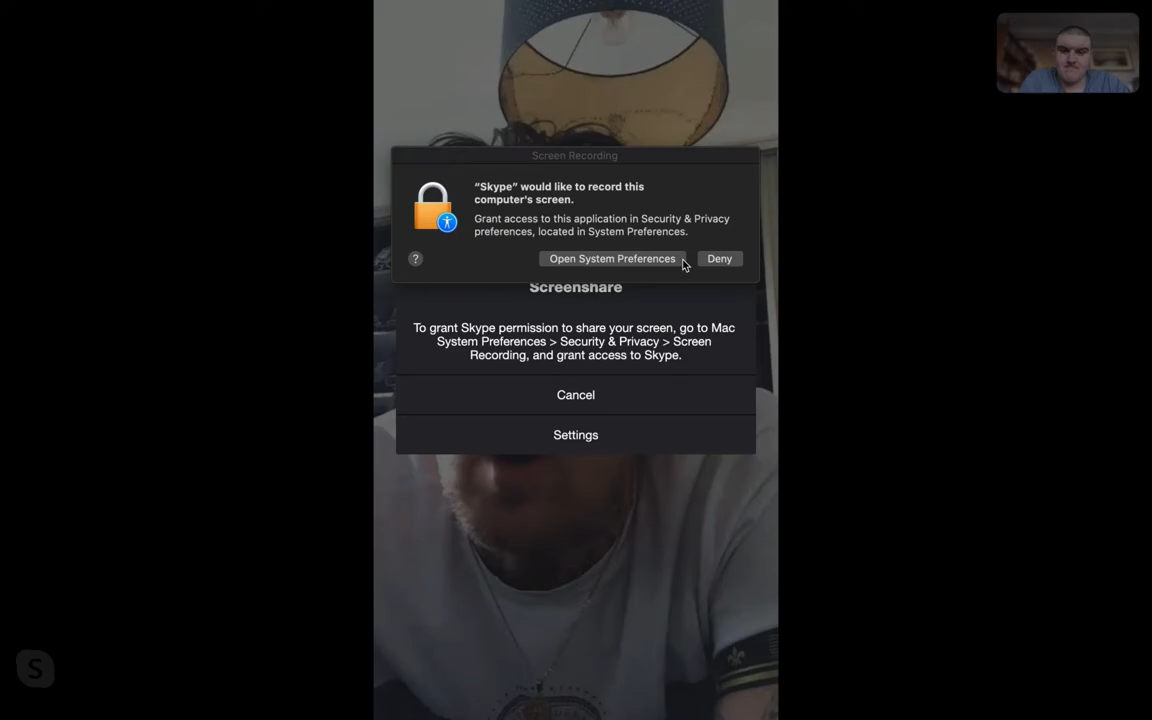 Screen Recording
“Skype” would like to record this
computer's screen.
Grant access to this application in Security & Privacy
preferences, located in System Preferences.
?
Open System Preferences
Deny
Screenshare
To grant Skype permission to share your screen, go to Mac
System Preferences > Security & Privacy > Screen
Recording, and grant access to Skype.
Cancel
Settings
S